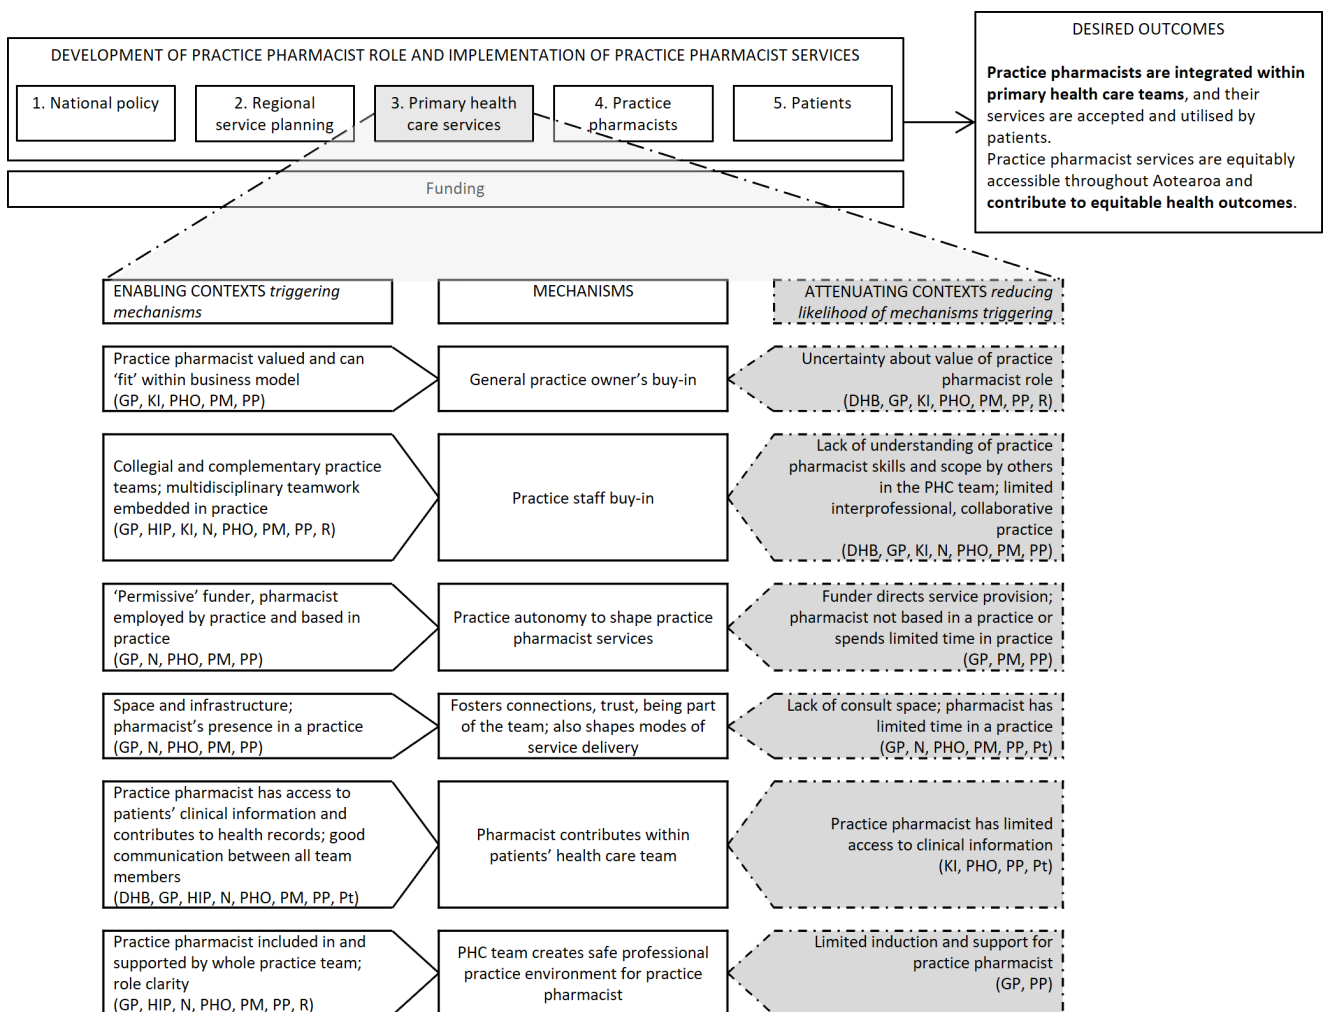 DEVELOPMENT OF PRACTICE PHARMACIST ROLE AND IMPLEMENTATION OF PRACTICE PHARMACIST SERVICES
1. National policy
2. Regional
service planning
3. Primary health
care services
4. Practice
pharmacists
5. Patients
Funding
DESIRED OUTCOMES
Practice pharmacists are integrated within
primary health care teams, and their
services are accepted and utilised by
patients.
Practice pharmacist services are equitably
accessible throughout Aotearoa and
contribute to equitable health outcomes.
ENABLING CONTEXTS triggering
mechanisms
MECHANISMS
ATTENUATING CONTEXTS reducing
likelihood of mechanisms triggering
Practice pharmacist valued and can
‘fit’ within business model
(GP, KI, PHO, PM, PP)
General practice owner’s buy-in
Uncertainty about value of practice
pharmacist role
(DHB, GP, KI, PHO, PM, PP, R)
Collegial and complementary practice
teams; multidisciplinary teamwork
embedded in practice
(GP, HIP, KI, N, PHO, PM, PP, R)
Practice staff buy-in
Lack of understanding of practice
pharmacist skills and scope by others
in the PHC team; limited
interprofessional, collaborative
practice
(DHB, GP, KI, N, PHO, PM, PP)
‘Permissive’ funder, pharmacist
employed by practice and based in
practice
(GP, N, PHO, PM, PP)
Practice autonomy to shape practice
pharmacist services
Funder directs service provision;
pharmacist not based in a practice or
spends limited time in practice
(GP, PM, PP)
Space and infrastructure;
pharmacist’s presence in a practice
(GP, N, PHO, PM, PP)
Fosters connections, trust, being part
of the team; also shapes modes of
service delivery
Lack of consult space; pharmacist has
limited time in a practice
(GP, N, PHO, PM, PP, Pt)
Practice pharmacist has access to
patients’ clinical information and
contributes to health records; good
communication between all team
members
(DHB, GP, HIP, N, PHO, PM, PP, Pt)
Pharmacist contributes within
patients’ health care team
Practice pharmacist has limited
access to clinical information
(KI, PHO, PP, Pt)
Practice pharmacist included in and
supported by whole practice team;
role clarity
(GP, HIP, N, PHO, PM, PP, R)
PHC team creates safe professional
practice environment for practice
pharmacist
Limited induction and support for
practice pharmacist
(GP, PP)